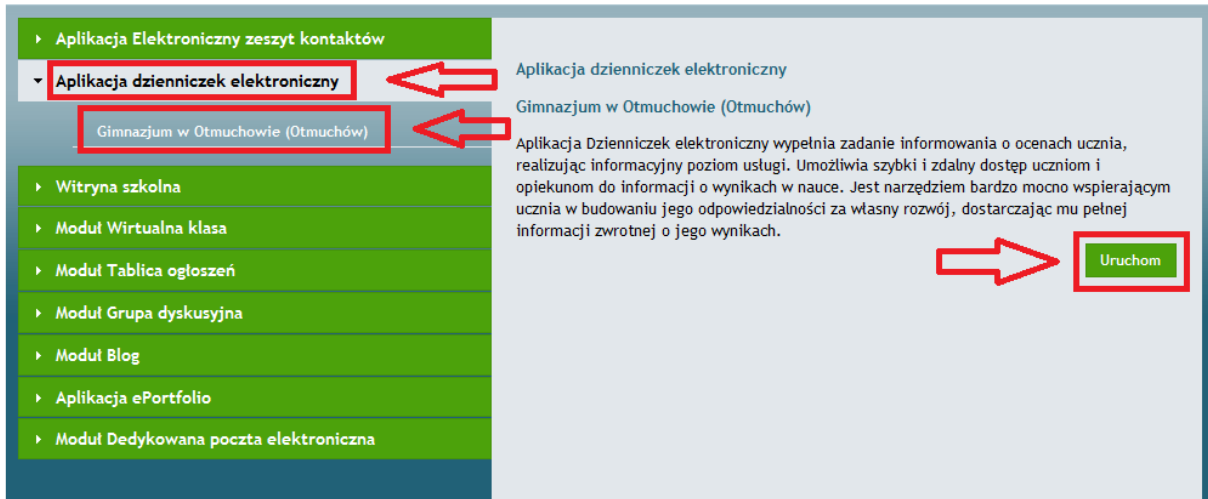 Aplikacja Elektroniczny zeszyt kontaktów
Aplikacja dzienniczek elektroniczny
Gimnazjum w Otmuchowie (Otmuchów)
Witryna szkolna
Moduł Wirtualna klasa
Moduł Tablica ogłoszeń
Moduł Grupa dyskusyjna
Moduł Blog
Aplikacja ePortfolio
Moduł Dedykowana poczta elektroniczna
Aplikacja dzienniczek elektroniczny
Gimnazjum w Otmuchowie (Otmuchów)
Aplikacja Dzienniczek elektroniczny wypełnia zadanie informowania o ocenach ucznia,
realizując informacyjny poziom usługi. Umożliwia szybki i zdalny dostęp uczniom i
opiekunom do informacji o wynikach w nauce. Jest narzędziem bardzo mocno wspierającym
ucznia w budowaniu jego odpowiedzialności za własny rozwój, dostarczając mu pełnej
informacji zwrotnej o jego wynikach.
Uruchom